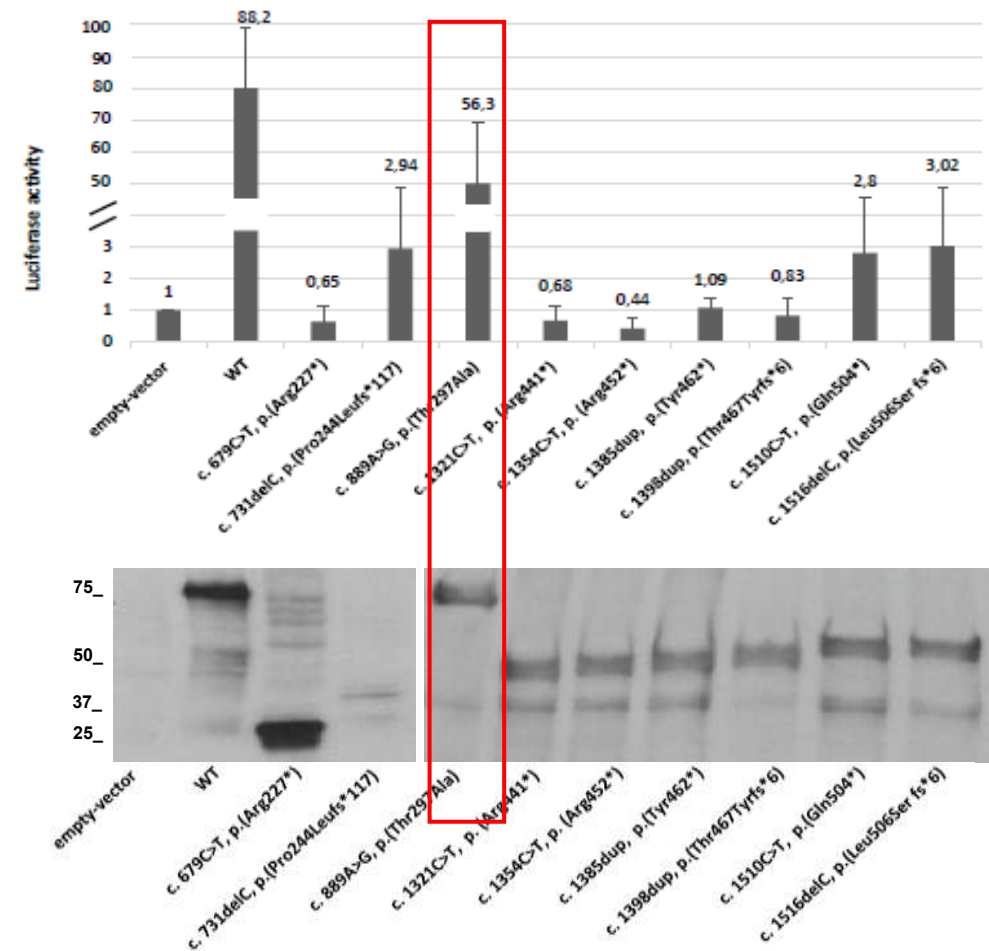 Luciferase activity
100
90
80
70
60
50
3
2
1
0
1
88,2
0,65
2,94
56,3
0,68
0,44
1,09
0,83
2,8
3,02
empty-vector
WT
c. 679C>T, p.(Arg227*)
c. 731delC, p.(Pro244Leufs*117)
c. 889A>G, p.(Thr297Ala)
c. 1321C>T, p.(Arg441*)
c. 1354C>T, p.(Arg452*)
c. 1385dup, p.(Tyr462*)
c. 1398dup, p.(Thr467Tyrfs*6)
c. 1510C>T, p.(Gln504*)
c. 1516delC, p.(Leu506Ser fs*6)
75_
50_
37_
25_
empty-vector
WT
c. 679C>T, p.(Arg227*)
c. 731delC, p.(Pro244Leufs*117)
c. 889A>G, p.(Thr297Ala)
c. 1321C>T, p.(Arg441*)
c. 1354C>T, p.(Arg452*)
c. 1385dup, p.(Tyr462*)
c. 1398dup, p.(Thr467Tyrfs*6)
c. 1510C>T, p.(Gln504*)
c. 1516delC, p.(Leu506Ser fs*6)